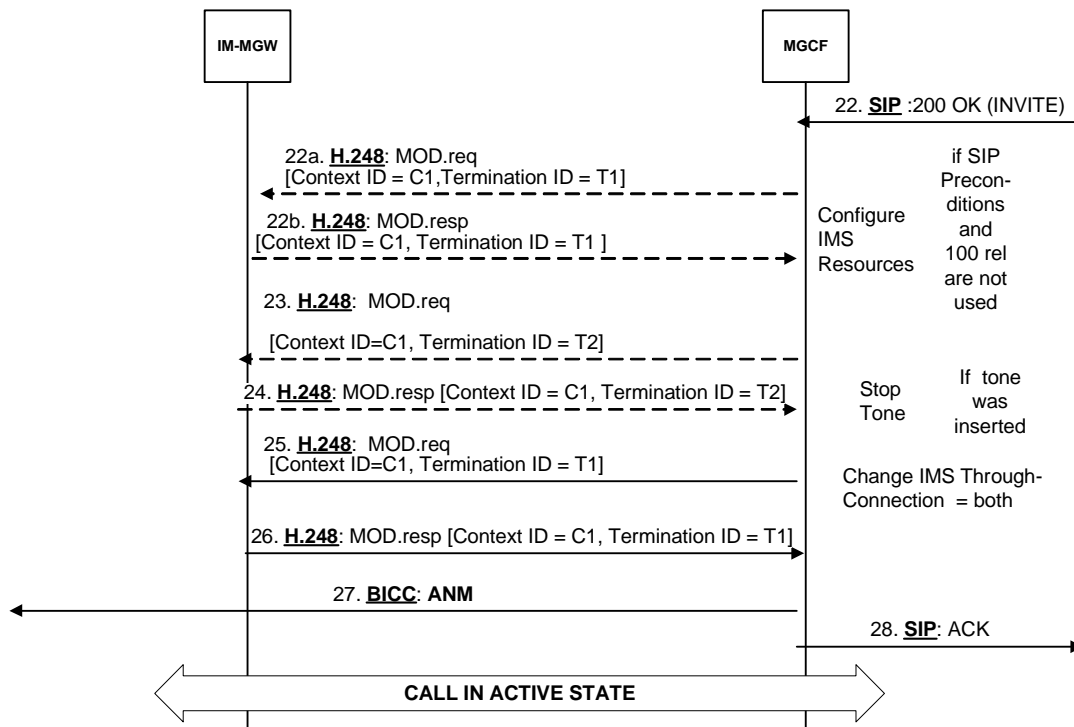 IM-MGW
MGCF
22. SIP :200 OK (INVITE)
22a. H.248: MOD.req
[Context ID = C1,Termination ID = T1]
22b. H.248: MOD.resp
[Context ID = C1, Termination ID = T1 ]
Configure
IMS
Resources
if SIP
Precon-
ditions
and
100 rel
are not
used
23. H.248: MOD.req
[Context ID=C1, Termination ID = T2]
24. H.248: MOD.resp [Context ID = C1, Termination ID = T2]
Stop
Tone
If tone
was
inserted
25. H.248: MOD.req
[Context ID=C1, Termination ID = T1]
Change IMS Through-
Connection = both
26. H.248: MOD.resp [Context ID = C1, Termination ID = T1]
27. BICC: ANM
28. SIP: ACK
CALL IN ACTIVE STATE